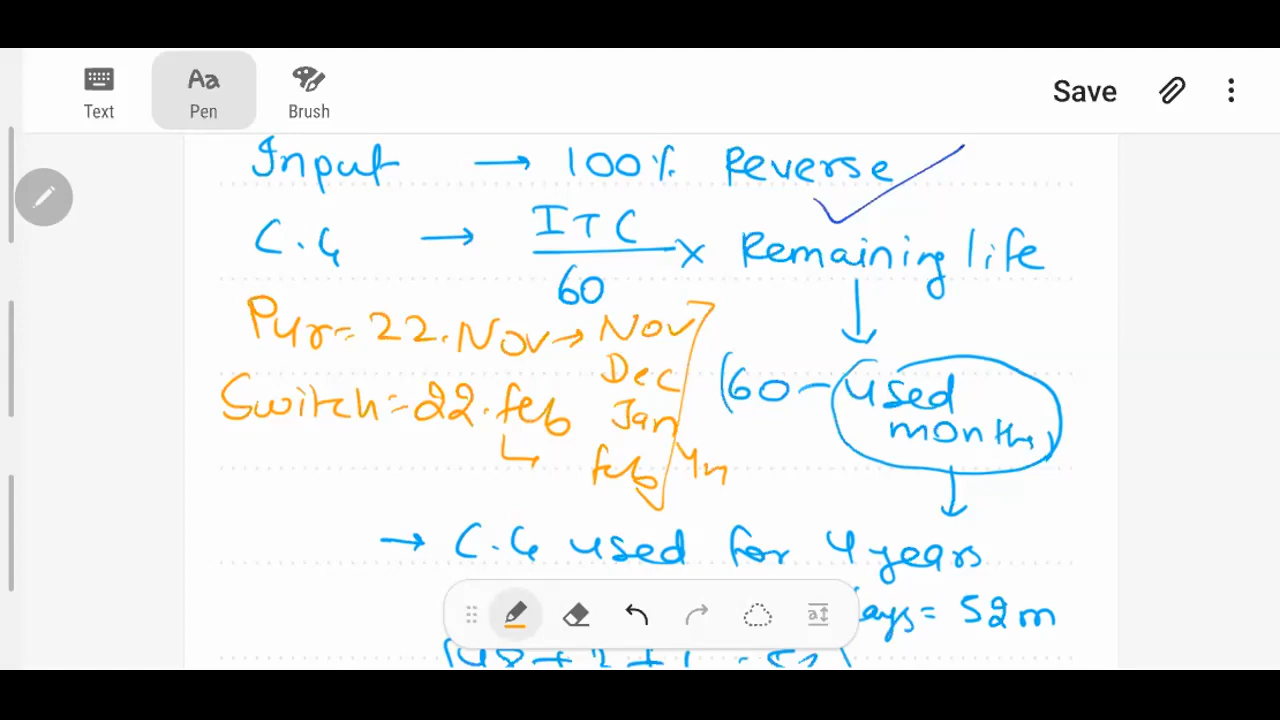 Text
Pen
Brush
Save
Input → 100% Reverse
C.G → ITC / 60 × Remaining life
Pur = 22. Nov → Nov
Dec
Switch = 22. feb
Jan
feb 4m
(60 - used months)
→ C.G used for 4 years
days = 52m